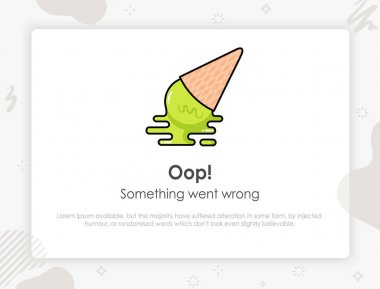 Oop!
Something went wrong
Lorem ipsum available, but the majority have suffered alteration in some form, by injected
humour, or randomised words which don't look even slightly believable.